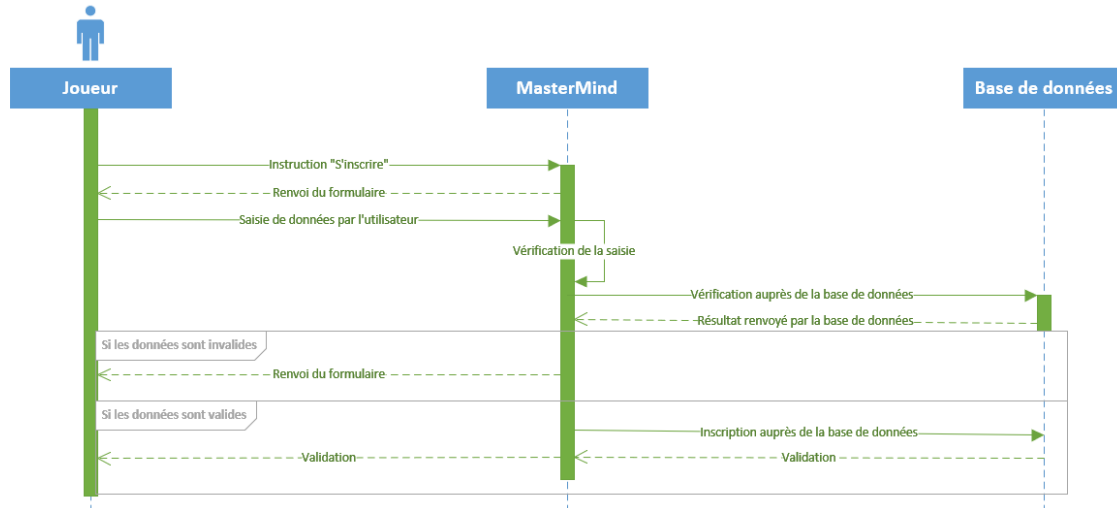 Joueur
MasterMind
Base de données
Instruction "S'inscrire"
Renvoi du formulaire
Saisie de données par l'utilisateur
Vérification de la saisie
Vérification auprès de la base de données
Résultat renvoyé par la base de données
Si les données sont invalides
Renvoi du formulaire
Si les données sont valides
Inscription auprès de la base de données
Validation
Validation